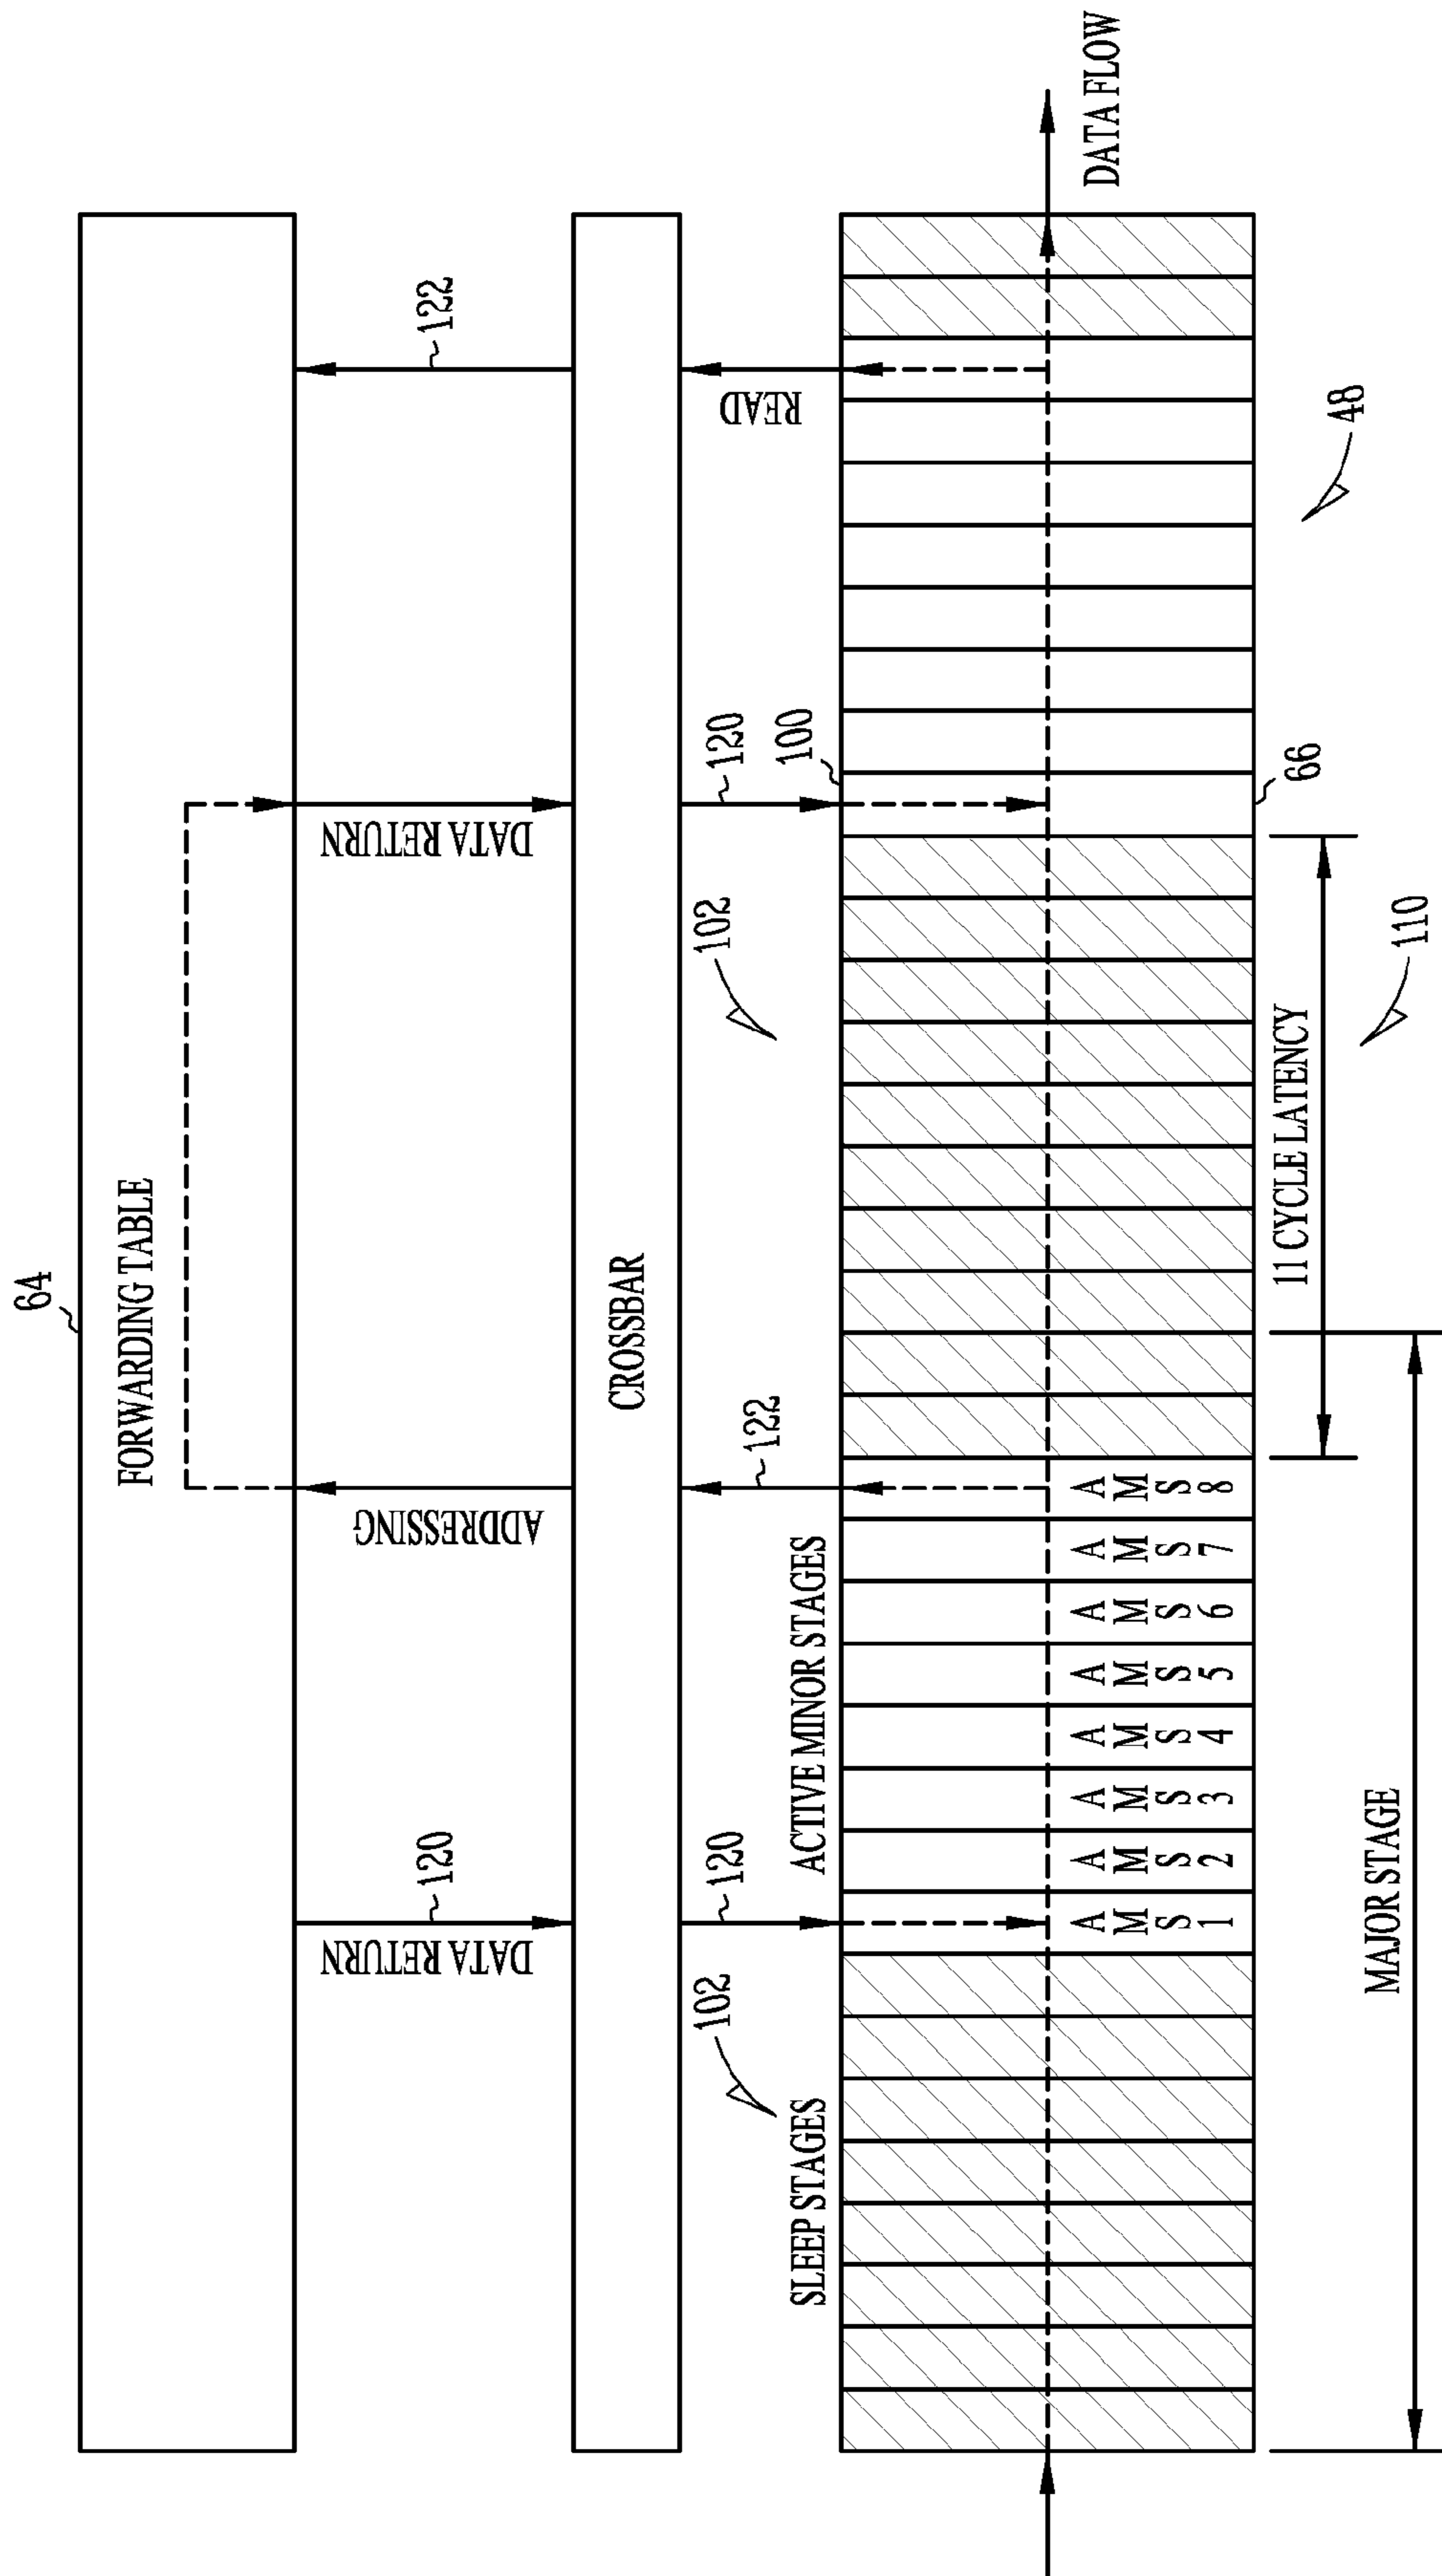 64
FORWARDING TABLE
DATA RETURN
120
ADDRESSING
DATA RETURN
122
CROSSBAR
120
122
120
READ
102
102
100
SLEEP STAGES
ACTIVE MINOR STAGES
AMS1
AMS2
AMS3
AMS4
AMS5
AMS6
AMS7
AMS8
DATA FLOW
66
48
11 CYCLE LATENCY
110
MAJOR STAGE